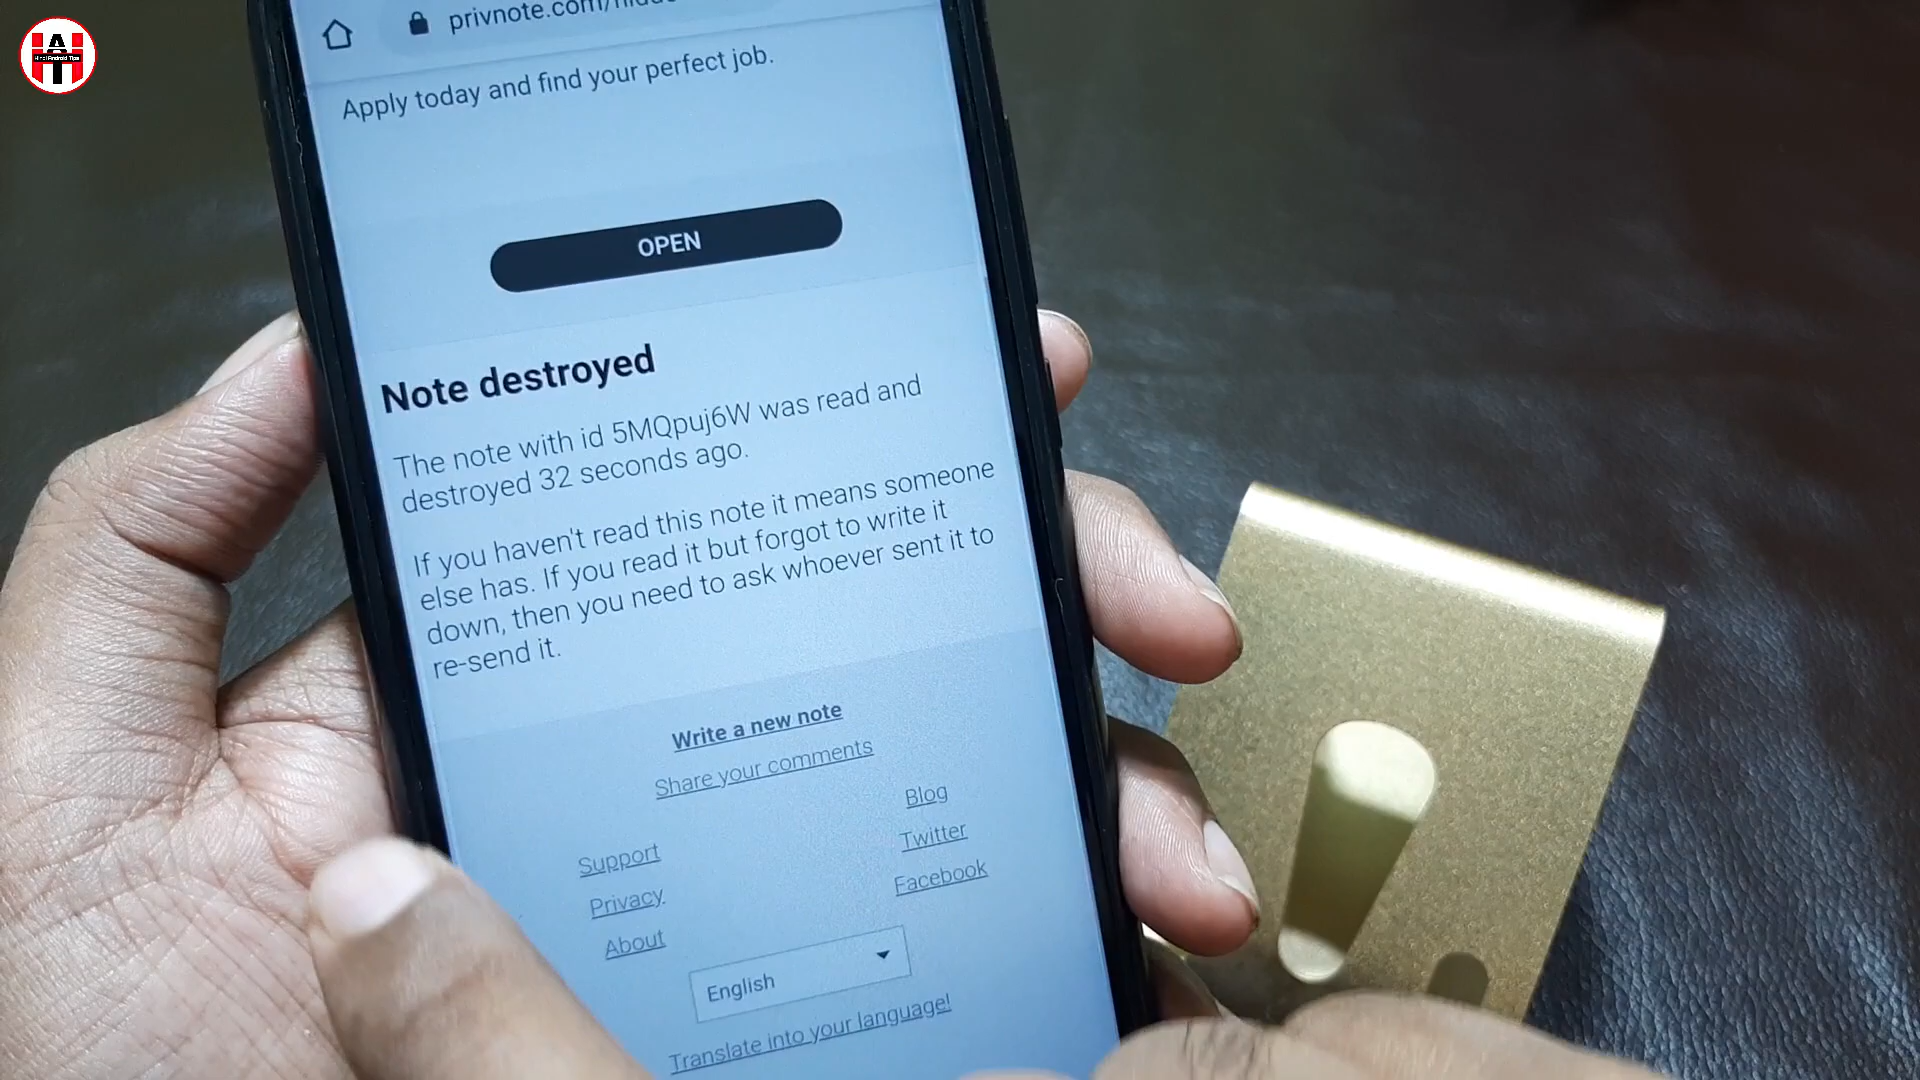 Hindi Android Tips
privnote.com/
Apply today and find your perfect job.
OPEN
Note destroyed
The note with id 5MQpuj6W was read and
destroyed 32 seconds ago.
If you haven't read this note it means someone
else has. If you read it but forgot to write it
down, then you need to ask whoever sent it to
re-send it.
Write a new note
Share your comments
Support
Privacy
About
Blog
Twitter
Facebook
English
Translate into your language!